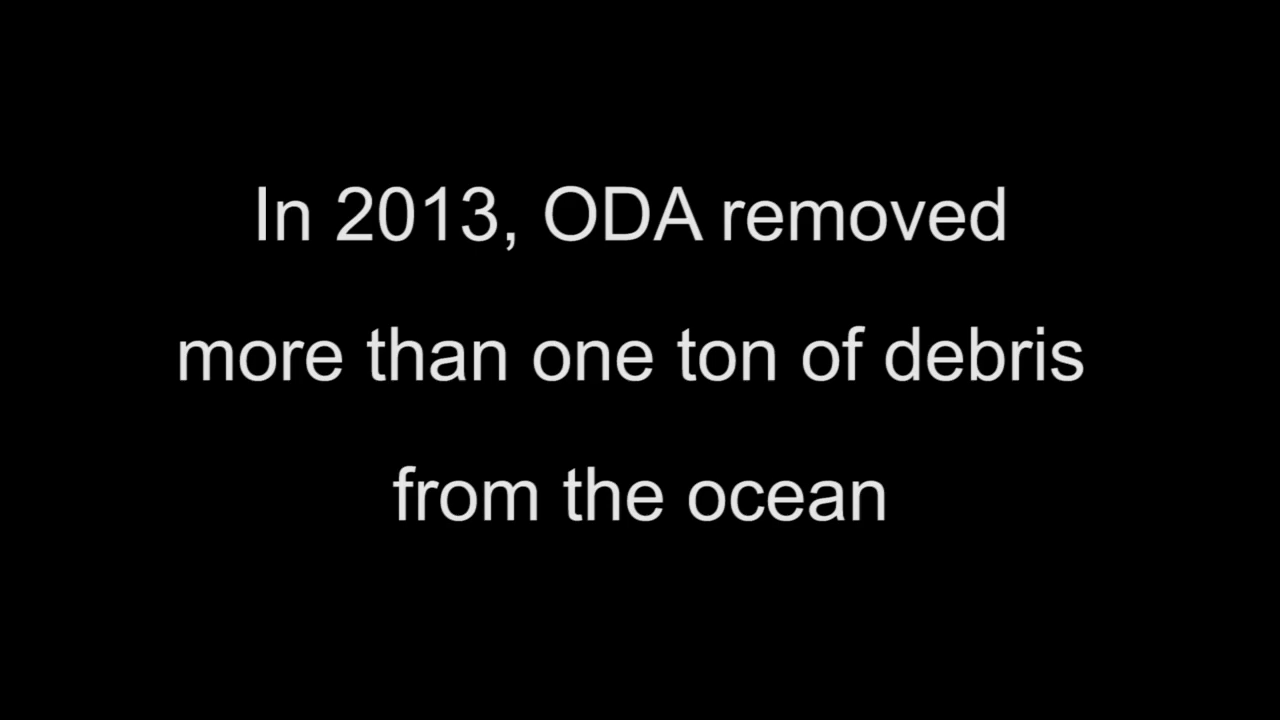 In 2013, ODA removed
more than one ton of debris
from the ocean